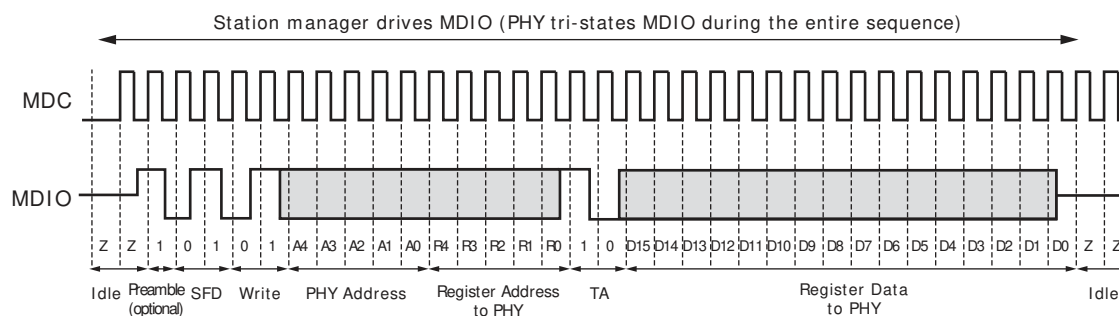 Station manager drives MDIO (PHY tri-states MDIO during the entire sequence)
MDC
MDIO
Z Z 1 0 1 0 1 A4 A3 A2 A1 A0 R4 R3 R2 R1 R0 1 0 D15 D14 D13 D12 D11 D10 D9 D8 D7 D6 D5 D4 D3 D2 D1 D0 Z Z
Idle Preamble SFD Write PHY Address Register Address TA Register Data Idle
(optional) to PHY to PHY